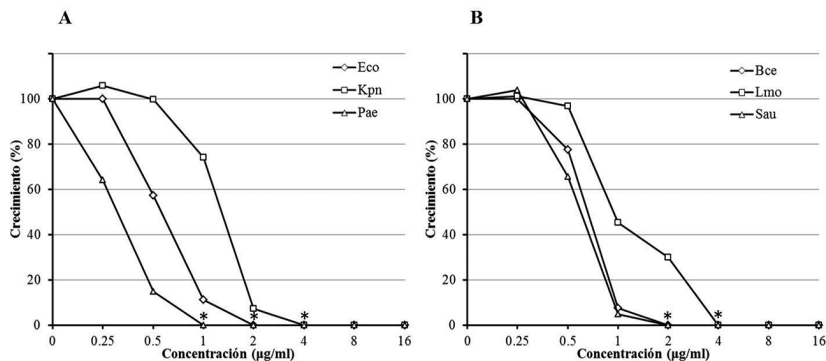 A
Crecimiento (%)
100
80
60
40
20
0
Eco
Kpn
Pae
* * *
0 0.25 0.5 1 2 4 8 16
Concentración (µg/ml)
B
Crecimiento (%)
100
80
60
40
20
0
Bce
Lmo
Sau
* *
0 0.25 0.5 1 2 4 8 16
Concentración (µg/ml)